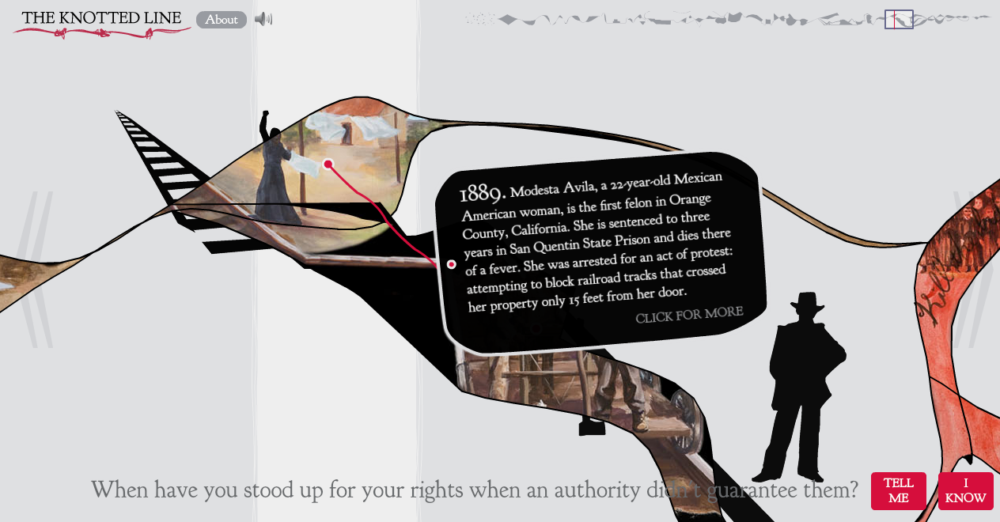 THE KNOTTED LINE
About
1889. Modesta Avila, a 22-year-old Mexican
American woman, is the first felon in Orange
County, California. She is sentenced to three
years in San Quentin State Prison and dies there
of a fever. She was arrested for an act of protest:
attempting to block railroad tracks that crossed
her property only 15 feet from her door.
CLICK FOR MORE
When have you stood up for your rights when an authority didn't guarantee them?
TELL
ME
I
KNOW